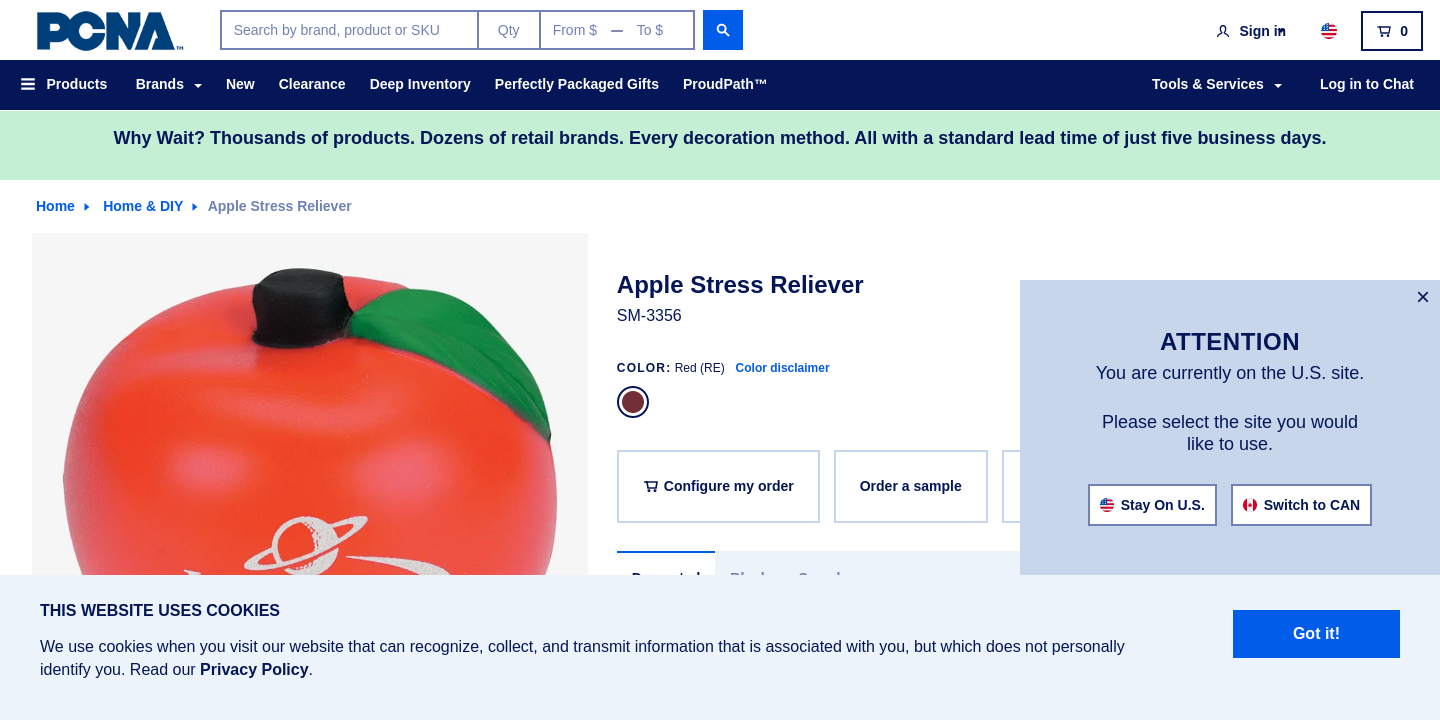 PCNA™
Search by brand, product or SKU
Qty
From $ — To $
Sign in
0
Products
Brands
New
Clearance
Deep Inventory
Perfectly Packaged Gifts
ProudPath™
Tools & Services
Log in to Chat
Why Wait? Thousands of products. Dozens of retail brands. Every decoration method. All with a standard lead time of just five business days.
Home
Home & DIY
Apple Stress Reliever
Apple Stress Reliever
SM-3356
COLOR: Red (RE) Color disclaimer
Configure my order
Order a sample
×
ATTENTION
You are currently on the U.S. site.
Please select the site you would
like to use.
Stay On U.S.
Switch to CAN
THIS WEBSITE USES COOKIES
We use cookies when you visit our website that can recognize, collect, and transmit information that is associated with you, but which does not personally
identify you. Read our Privacy Policy.
Got it!